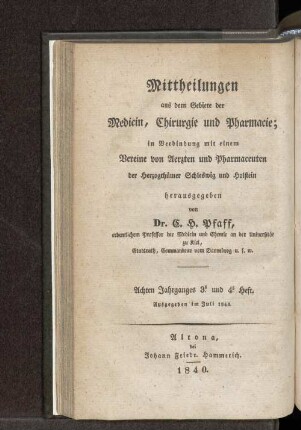 Mittheilungen
aus dem Gebiete der
Medicin, Chirurgie und Pharmacie;
in Verbindung mit einem
Vereine von Aerzten und Pharmaceuten
der Herzogthümer Schleswig und Holstein
herausgegeben
von
Dr. C. H. Pfaff,
ordentlichem Professor der Medicin und Chemie an der Universität
zu Kiel,
Etatsrath, Commandeur vom Dannebrog u. s. w.
Achten Jahrganges 3s und 4s Heft,
Ausgegeben im Juli
Altona,
bei
Johann Friedr. Hammerich.
1840.